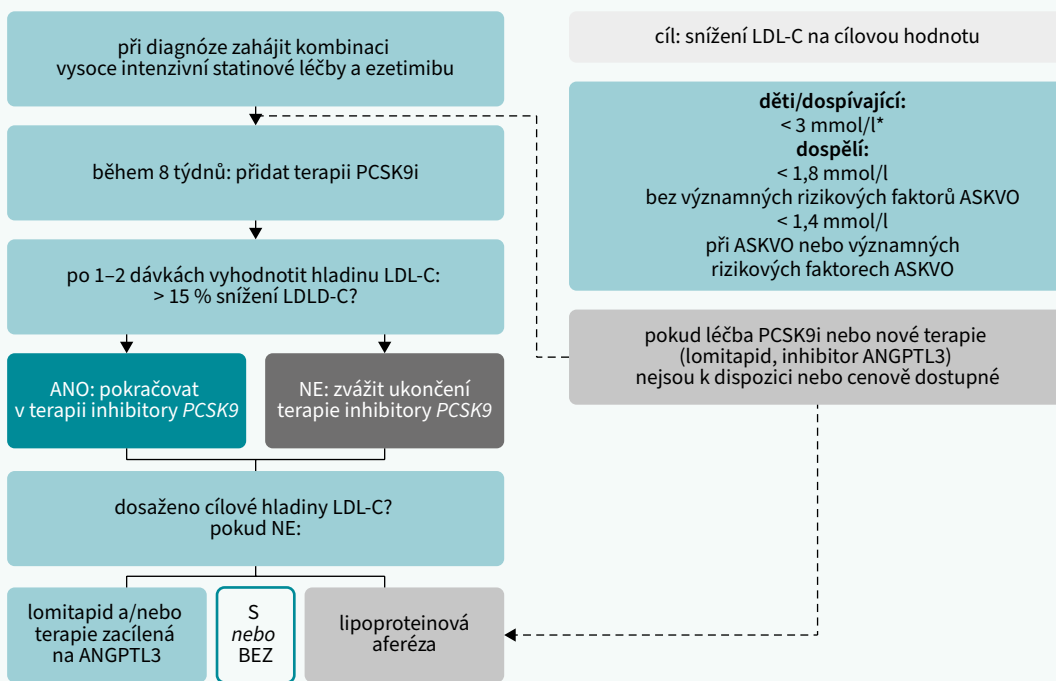 při diagnóze zahájit kombinaci
vysoce intenzivní statinové léčby a ezetimibu
během 8 týdnů: přidat terapii PCSK9i
po 1–2 dávkách vyhodnotit hladinu LDL-C:
> 15 % snížení LDLD-C?
ANO: pokračovat
v terapii inhibitory PCSK9
NE: zvážit ukončení
terapie inhibitory PCSK9
dosaženo cílové hladiny LDL-C?
pokud NE:
lomitapid a/nebo
terapie zacílená
na ANGPTL3
S
nebo
BEZ
lipoproteinová
aferéza
cíl: snížení LDL-C na cílovou hodnotu
děti/dospívající:
< 3 mmol/l*
dospělí:
< 1,8 mmol/l
bez významných rizikových faktorů ASKVO
< 1,4 mmol/l
při ASKVO nebo významných
rizikových faktorech ASKVO
pokud léčba PCSK9i nebo nové terapie
(lomitapid, inhibitor ANGPTL3)
nejsou k dispozici nebo cenově dostupné